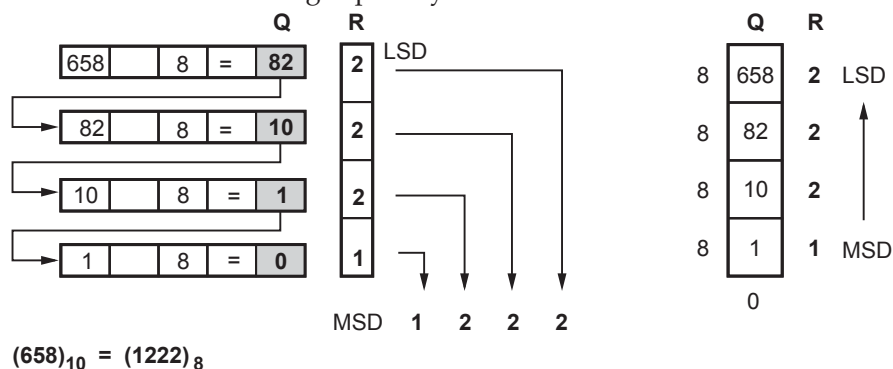 Q R Q R
658 8 = 82 2 LSD 8 658 2 LSD
82 8 = 10 2 8 82 2
10 8 = 1 2 8 10 2
1 8 = 0 1 8 1 1 MSD
0
MSD 1 2 2 2
(658)10 = (1222)8